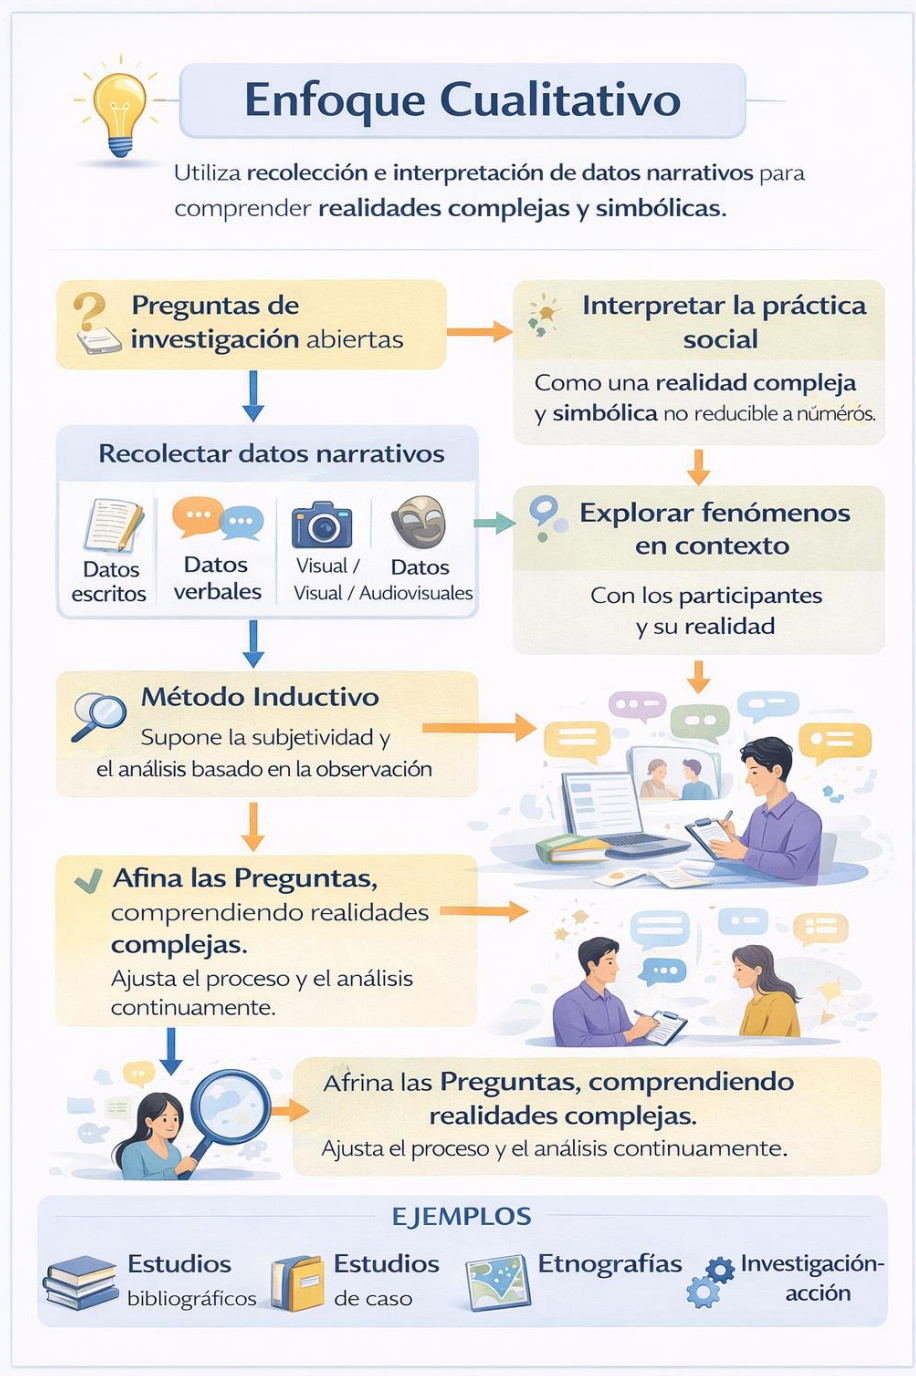 Enfoque Cualitativo
Utiliza recolección e interpretación de datos narrativos para
comprender realidades complejas y simbólicas.
Preguntas de
investigación abiertas
Interpretar la práctica
social
Como una realidad compleja
y simbólica no reducible a números.
Recolectar datos narrativos
Datos
escritos
Datos
verbales
Visual /
Visual / Audiovisuales
Datos
Explorar fenómenos
en contexto
Con los participantes
y su realidad
Método Inductivo
Supone la subjetividad y
el análisis basado en la observación
Afina las Preguntas,
comprendiendo realidades
complejas.
Ajusta el proceso y el análisis
continuamente.
Afrina las Preguntas, comprendiendo
realidades complejas.
Ajusta el proceso y el análisis continuamente.
EJEMPLOS
Estudios
bibliográficos
Estudios
de caso
Etnografías
Investigación-
acción